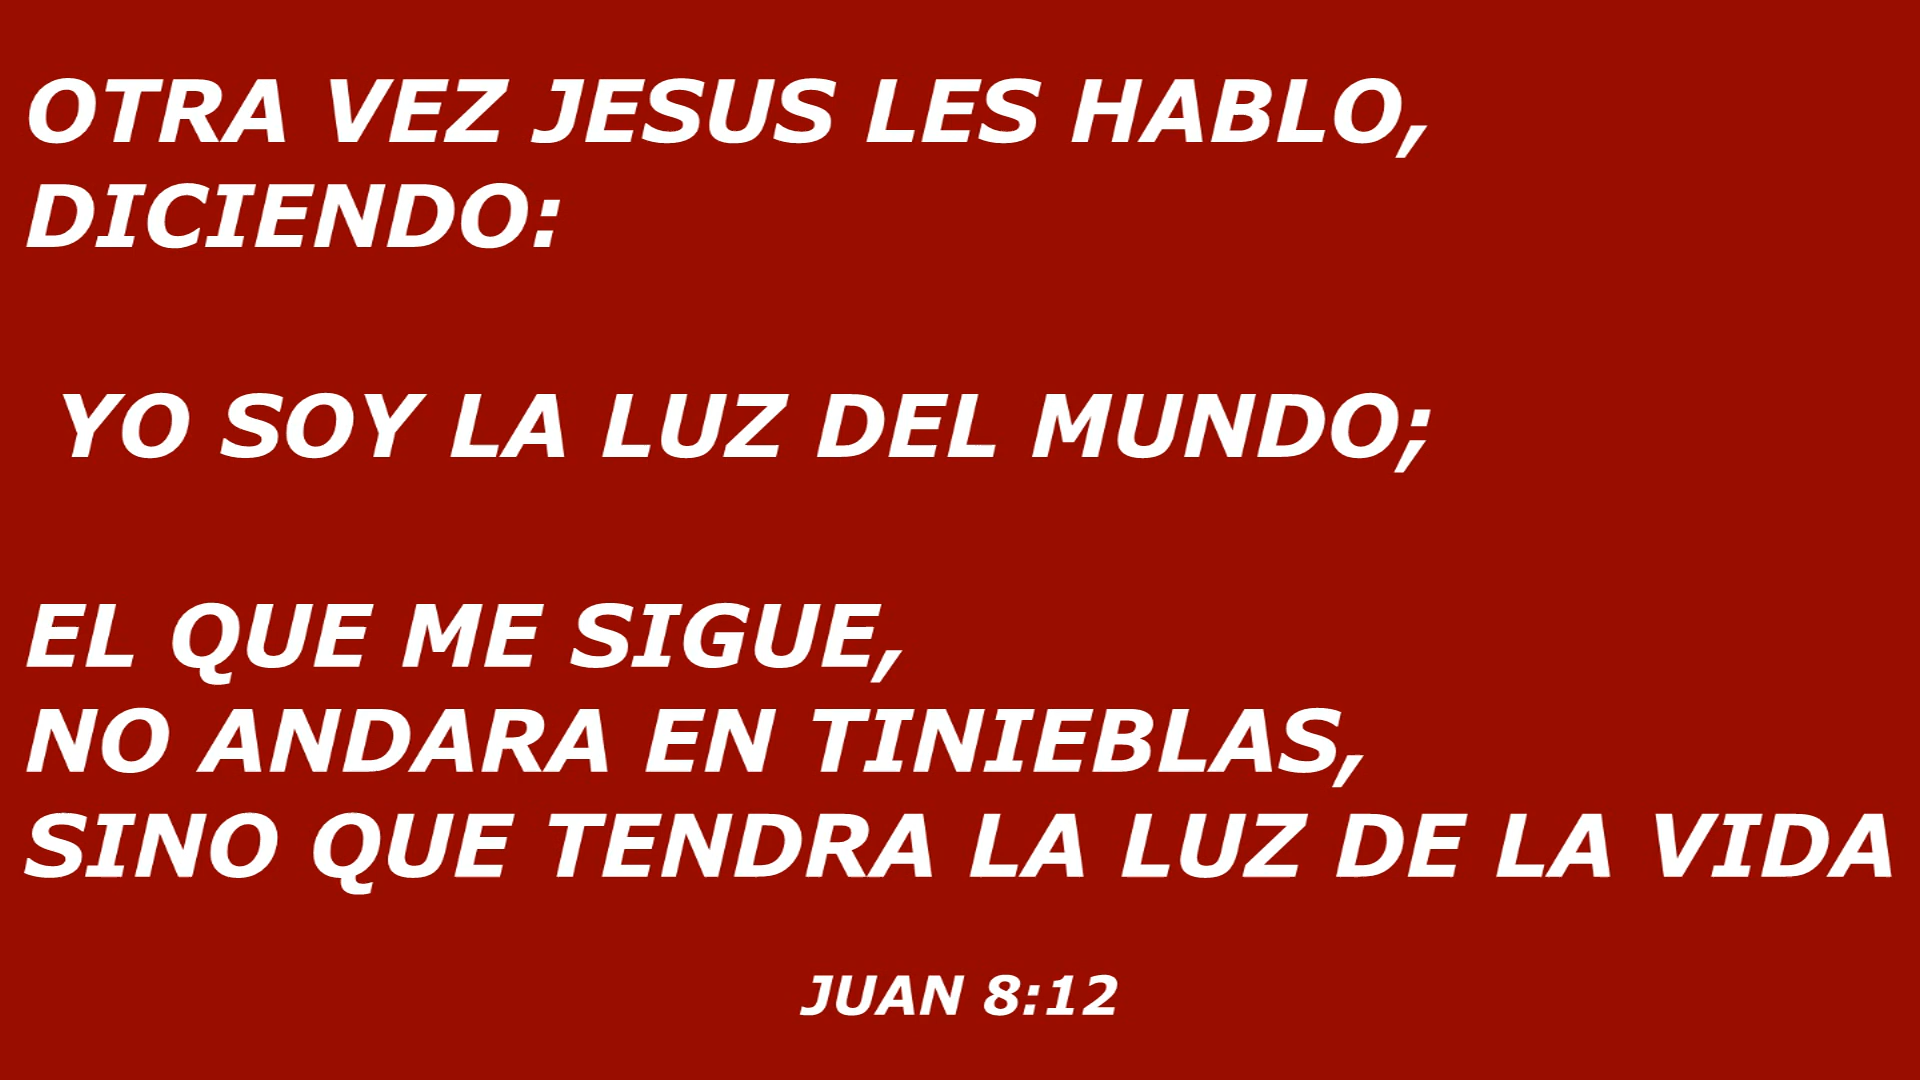 OTRA VEZ JESUS LES HABLO,
DICIENDO:
YO SOY LA LUZ DEL MUNDO;
EL QUE ME SIGUE,
NO ANDARA EN TINIEBLAS,
SINO QUE TENDRA LA LUZ DE LA VIDA
JUAN 8:12